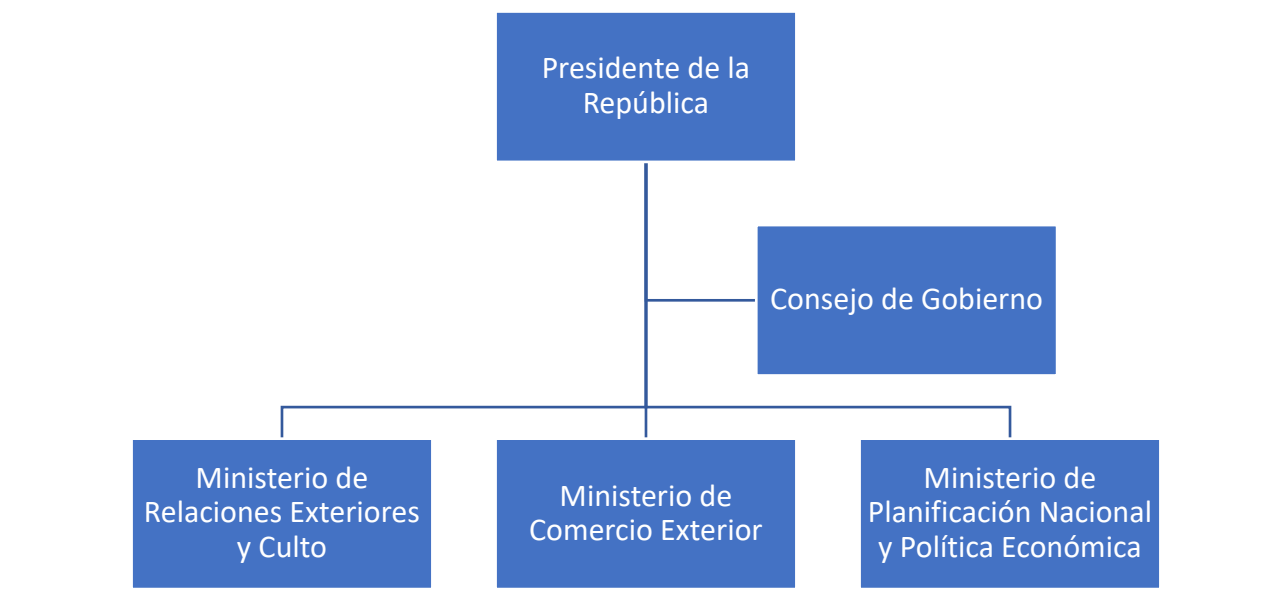 Presidente de la
República
Consejo de Gobierno
Ministerio de
Relaciones Exteriores
y Culto
Ministerio de
Comercio Exterior
Ministerio de
Planificación Nacional
y Política Económica